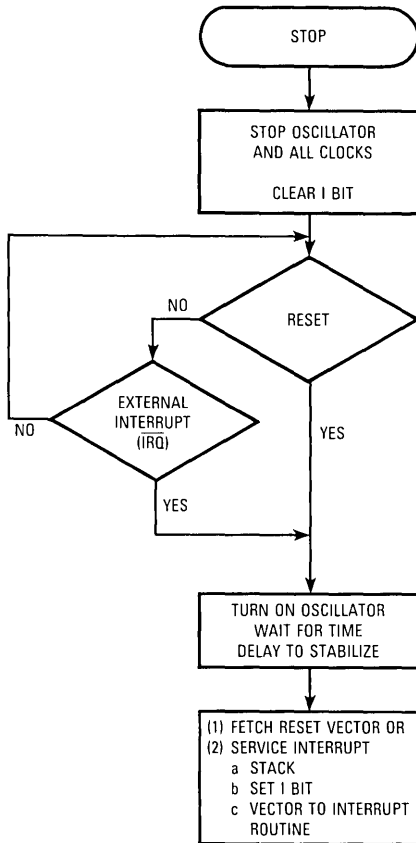 STOP
STOP OSCILLATOR
AND ALL CLOCKS
CLEAR I BIT
NO
RESET
EXTERNAL
INTERRUPT
(I̅R̅Q̅)
NO
YES
YES
TURN ON OSCILLATOR
WAIT FOR TIME
DELAY TO STABILIZE
(1) FETCH RESET VECTOR OR
(2) SERVICE INTERRUPT
a STACK
b SET I BIT
c VECTOR TO INTERRUPT
ROUTINE